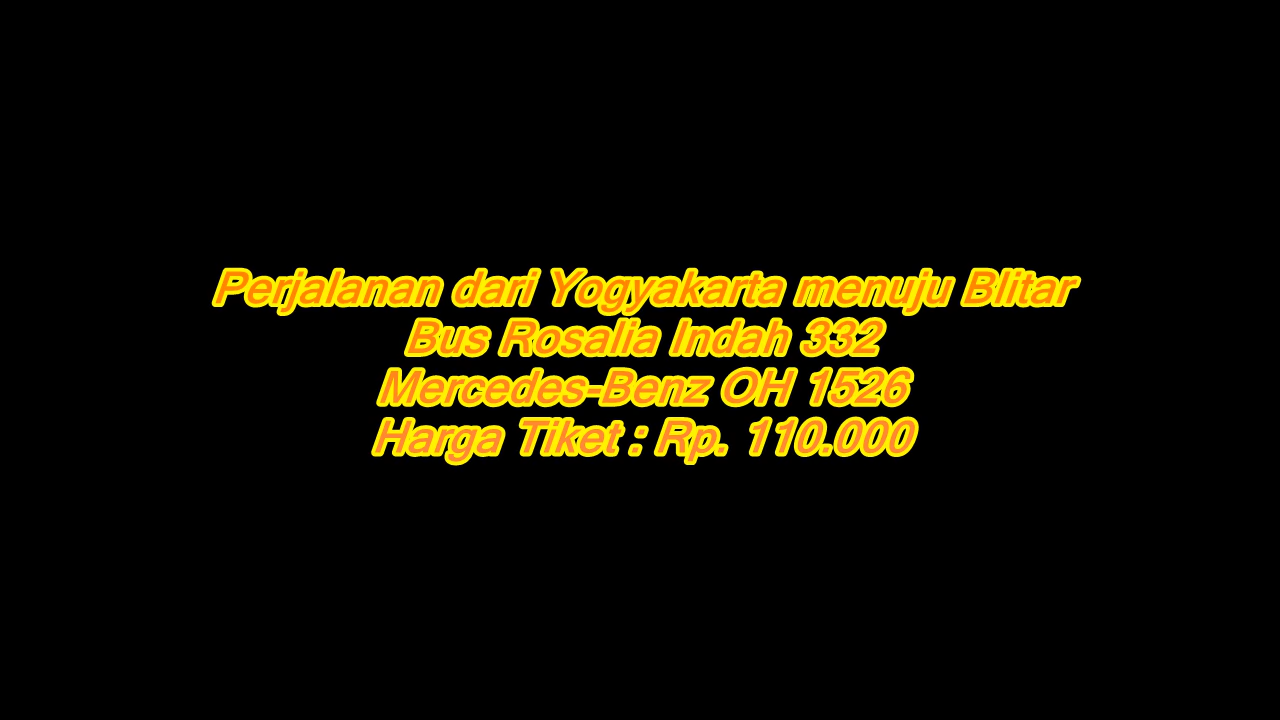 Perjalanan dari Yogyakarta menuju Blitar
Bus Rosalia Indah 332
Mercedes-Benz OH 1526
Harga Tiket : Rp. 110.000